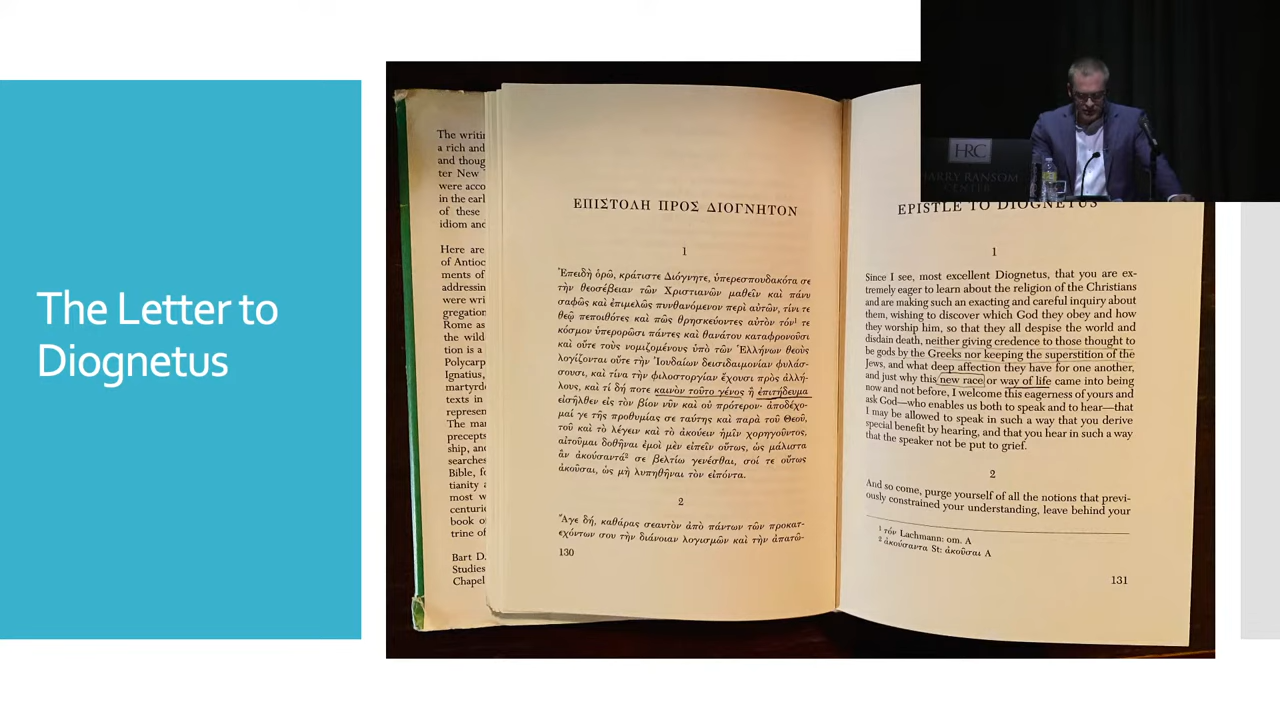 The Letter to
Diognetus
The
a rich and
and
ter New
were
in the
of these
idiom and
Here are
of
ments of
addressing
were
Rome as
the wild
tion is a
Polycarp
Ignatius,
texts in
The
precepts
ship, and
searches
Bible,
tianity a
most
book of
trine of
Bart D.
Studies
Chapel
ΕΠΙΣΤΟΛΗ ΠΡΟΣ ΔΙΟΓΝΗΤΟΝ
1
Ἐπειδὴ ὁρῶ, κράτιστε Διόγνητε, ὑπερεσπουδακότα σε
τὴν θεοσέβειαν τῶν Χριστιανῶν μαθεῖν καὶ πάνυ
σαφῶς καὶ ἐπιμελῶς πυνθανόμενον περὶ αὐτῶν, τίνι τε
θεῷ πεποιθότες καὶ πῶς θρησκεύοντες αὐτὸν τόν¹ τε
κόσμον ὑπερορῶσι πάντες καὶ θανάτου καταφρονοῦσι
καὶ οὔτε τοὺς νομιζομένους ὑπὸ τῶν Ἑλλήνων θεοὺς
λογίζονται οὔτε τὴν Ἰουδαίων δεισιδαιμονίαν φυλάσ-
σουσι, καὶ τίνα τὴν φιλοστοργίαν ἔχουσι πρὸς ἀλλή-
λους, καὶ τί δή ποτε καινὸν τοῦτο γένος ἢ ἐπιτήδευμα
εἰσῆλθεν εἰς τὸν βίον νῦν καὶ οὐ πρότερον· ἀποδέχο-
μαί γε τῆς προθυμίας σε ταύτης καὶ παρὰ τοῦ Θεοῦ,
τοῦ καὶ τὸ λέγειν καὶ τὸ ἀκούειν ἡμῖν χορηγοῦντος,
αἰτοῦμαι δοθῆναι ἐμοὶ μὲν εἰπεῖν οὕτως, ὡς μάλιστα
ἂν ἀκούσαντά² σε βελτίω γενέσθαι, σοί τε οὕτως
ἀκοῦσαι, ὡς μὴ λυπηθῆναι τὸν εἰπόντα.
2
Ἄγε δή, καθάρας σεαυτὸν ἀπὸ πάντων τῶν προκατ-
εχόντων σου τὴν διάνοιαν λογισμῶν καὶ τὴν ἀπατῶ-
130
EPISTLE TO DIOGNETUS
1
Since I see, most excellent Diognetus, that you are ex-
tremely eager to learn about the religion of the Christians
and are making such an exacting and careful inquiry about
them, wishing to discover which God they obey and how
they worship him, so that they all despise the world and
disdain death, neither giving credence to those thought to
be gods by the Greeks nor keeping the superstition of the
Jews, and what deep affection they have for one another,
and just why this new race or way of life came into being
now and not before, I welcome this eagerness of yours and
ask God—who enables us both to speak and to hear—that
I may be allowed to speak in such a way that you derive
special benefit by hearing, and that you hear in such a way
that the speaker not be put to grief.
2
And so come, purge yourself of all the notions that previ-
ously constrained your understanding, leave behind your
¹ τόν Lachmann: om. A
² ἀκούσαντα St: ἀκοῦσαι A
131
HRC
HARRY RANSOM
CENTER